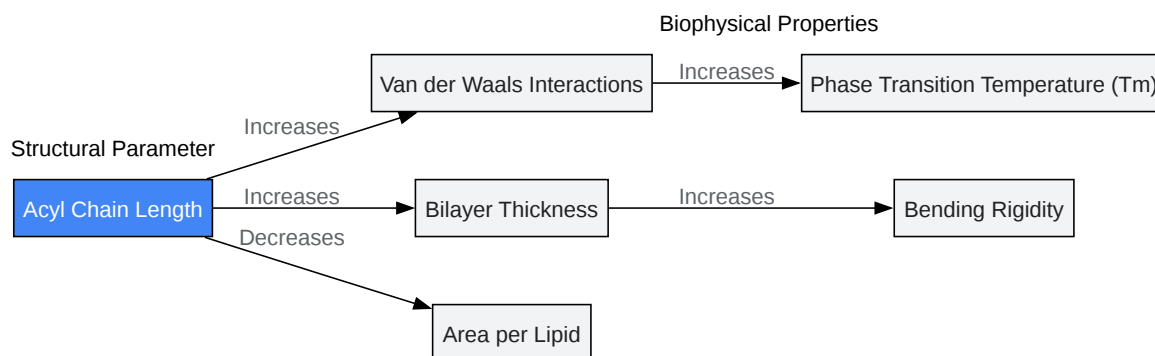 Biophysical Properties
Van der Waals Interactions
Increases
Phase Transition Temperature (Tm)
Increases
Structural Parameter
Acyl Chain Length
Increases
Bilayer Thickness
Increases
Bending Rigidity
Decreases
Area per Lipid